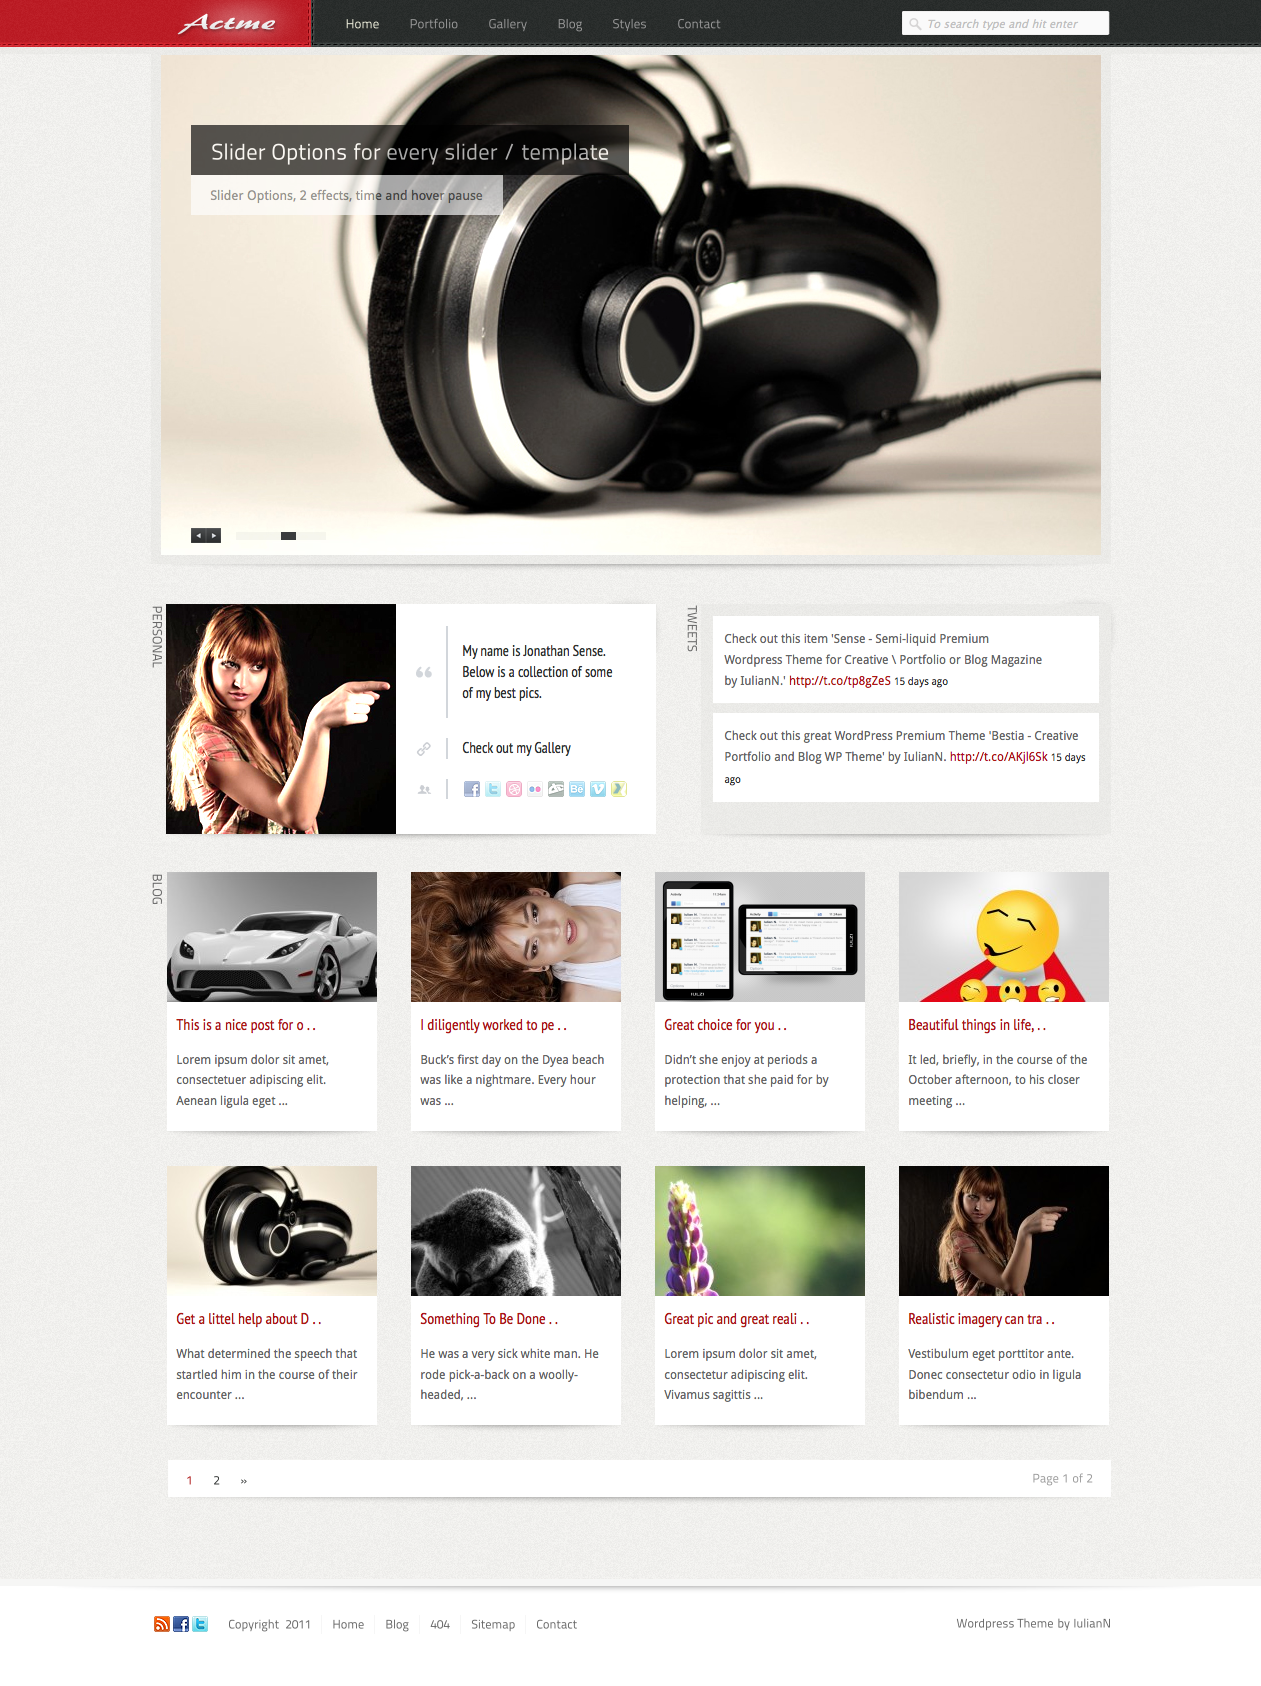 Actme
Home Portfolio Gallery Blog Styles Contact
To search type and hit enter
Slider Options for every slider / template
Slider Options, 2 effects, time and hover pause
PERSONAL
My name is Jonathan Sense.
Below is a collection of some
of my best pics.
Check out my Gallery
TWEETS
Check out this item 'Sense - Semi-liquid Premium
Wordpress Theme for Creative \ Portfolio or Blog Magazine
by IulianN.' http://t.co/tp8gZeS 15 days ago
Check out this great WordPress Premium Theme 'Bestia - Creative
Portfolio and Blog WP Theme' by IulianN. http://t.co/AKjl6Sk 15 days
ago
BLOG
This is a nice post for o . .
Lorem ipsum dolor sit amet,
consectetuer adipiscing elit.
Aenean ligula eget ...
I diligently worked to pe . .
Buck's first day on the Dyea beach
was like a nightmare. Every hour
was ...
Great choice for you . .
Didn't she enjoy at periods a
protection that she paid for by
helping, ...
Beautiful things in life, . .
It led, briefly, in the course of the
October afternoon, to his closer
meeting ...
Get a littel help about D . .
What determined the speech that
startled him in the course of their
encounter ...
Something To Be Done . .
He was a very sick white man. He
rode pick-a-back on a woolly-
headed, ...
Great pic and great reali . .
Lorem ipsum dolor sit amet,
consectetur adipiscing elit.
Vivamus sagittis ...
Realistic imagery can tra . .
Vestibulum eget porttitor ante.
Donec consectetur odio in ligula
bibendum ...
1 2 »
Page 1 of 2
Copyright 2011 Home Blog 404 Sitemap Contact
Wordpress Theme by IulianN